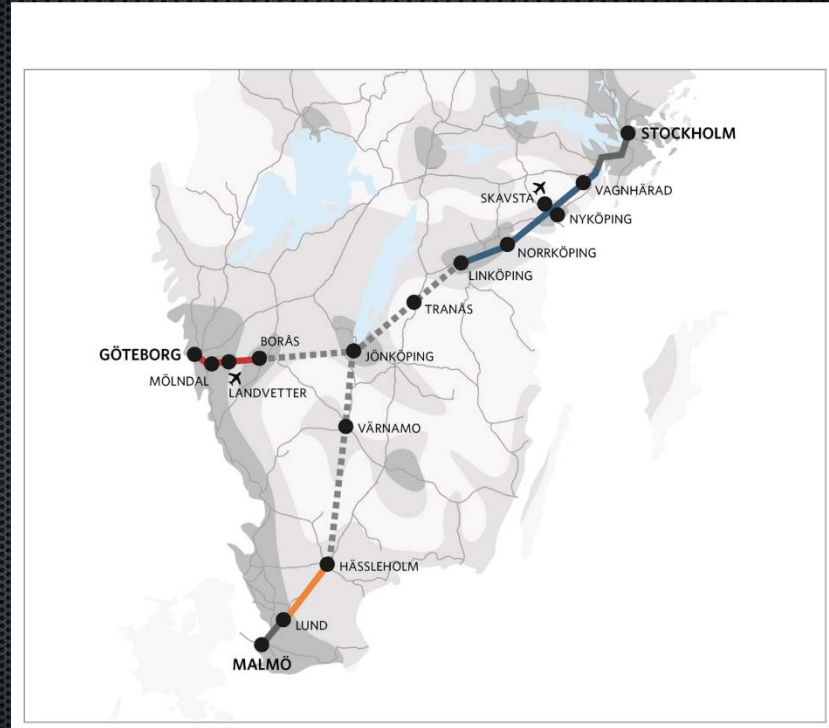 STOCKHOLM
VAGNHÄRAD
SKAVSTA
NYKÖPING
NORRKÖPING
LINKÖPING
TRANÅS
BORÅS
GÖTEBORG
JÖNKÖPING
MÖLNDAL
LANDVETTER
VÄRNAMO
HÄSSLEHOLM
LUND
MALMÖ